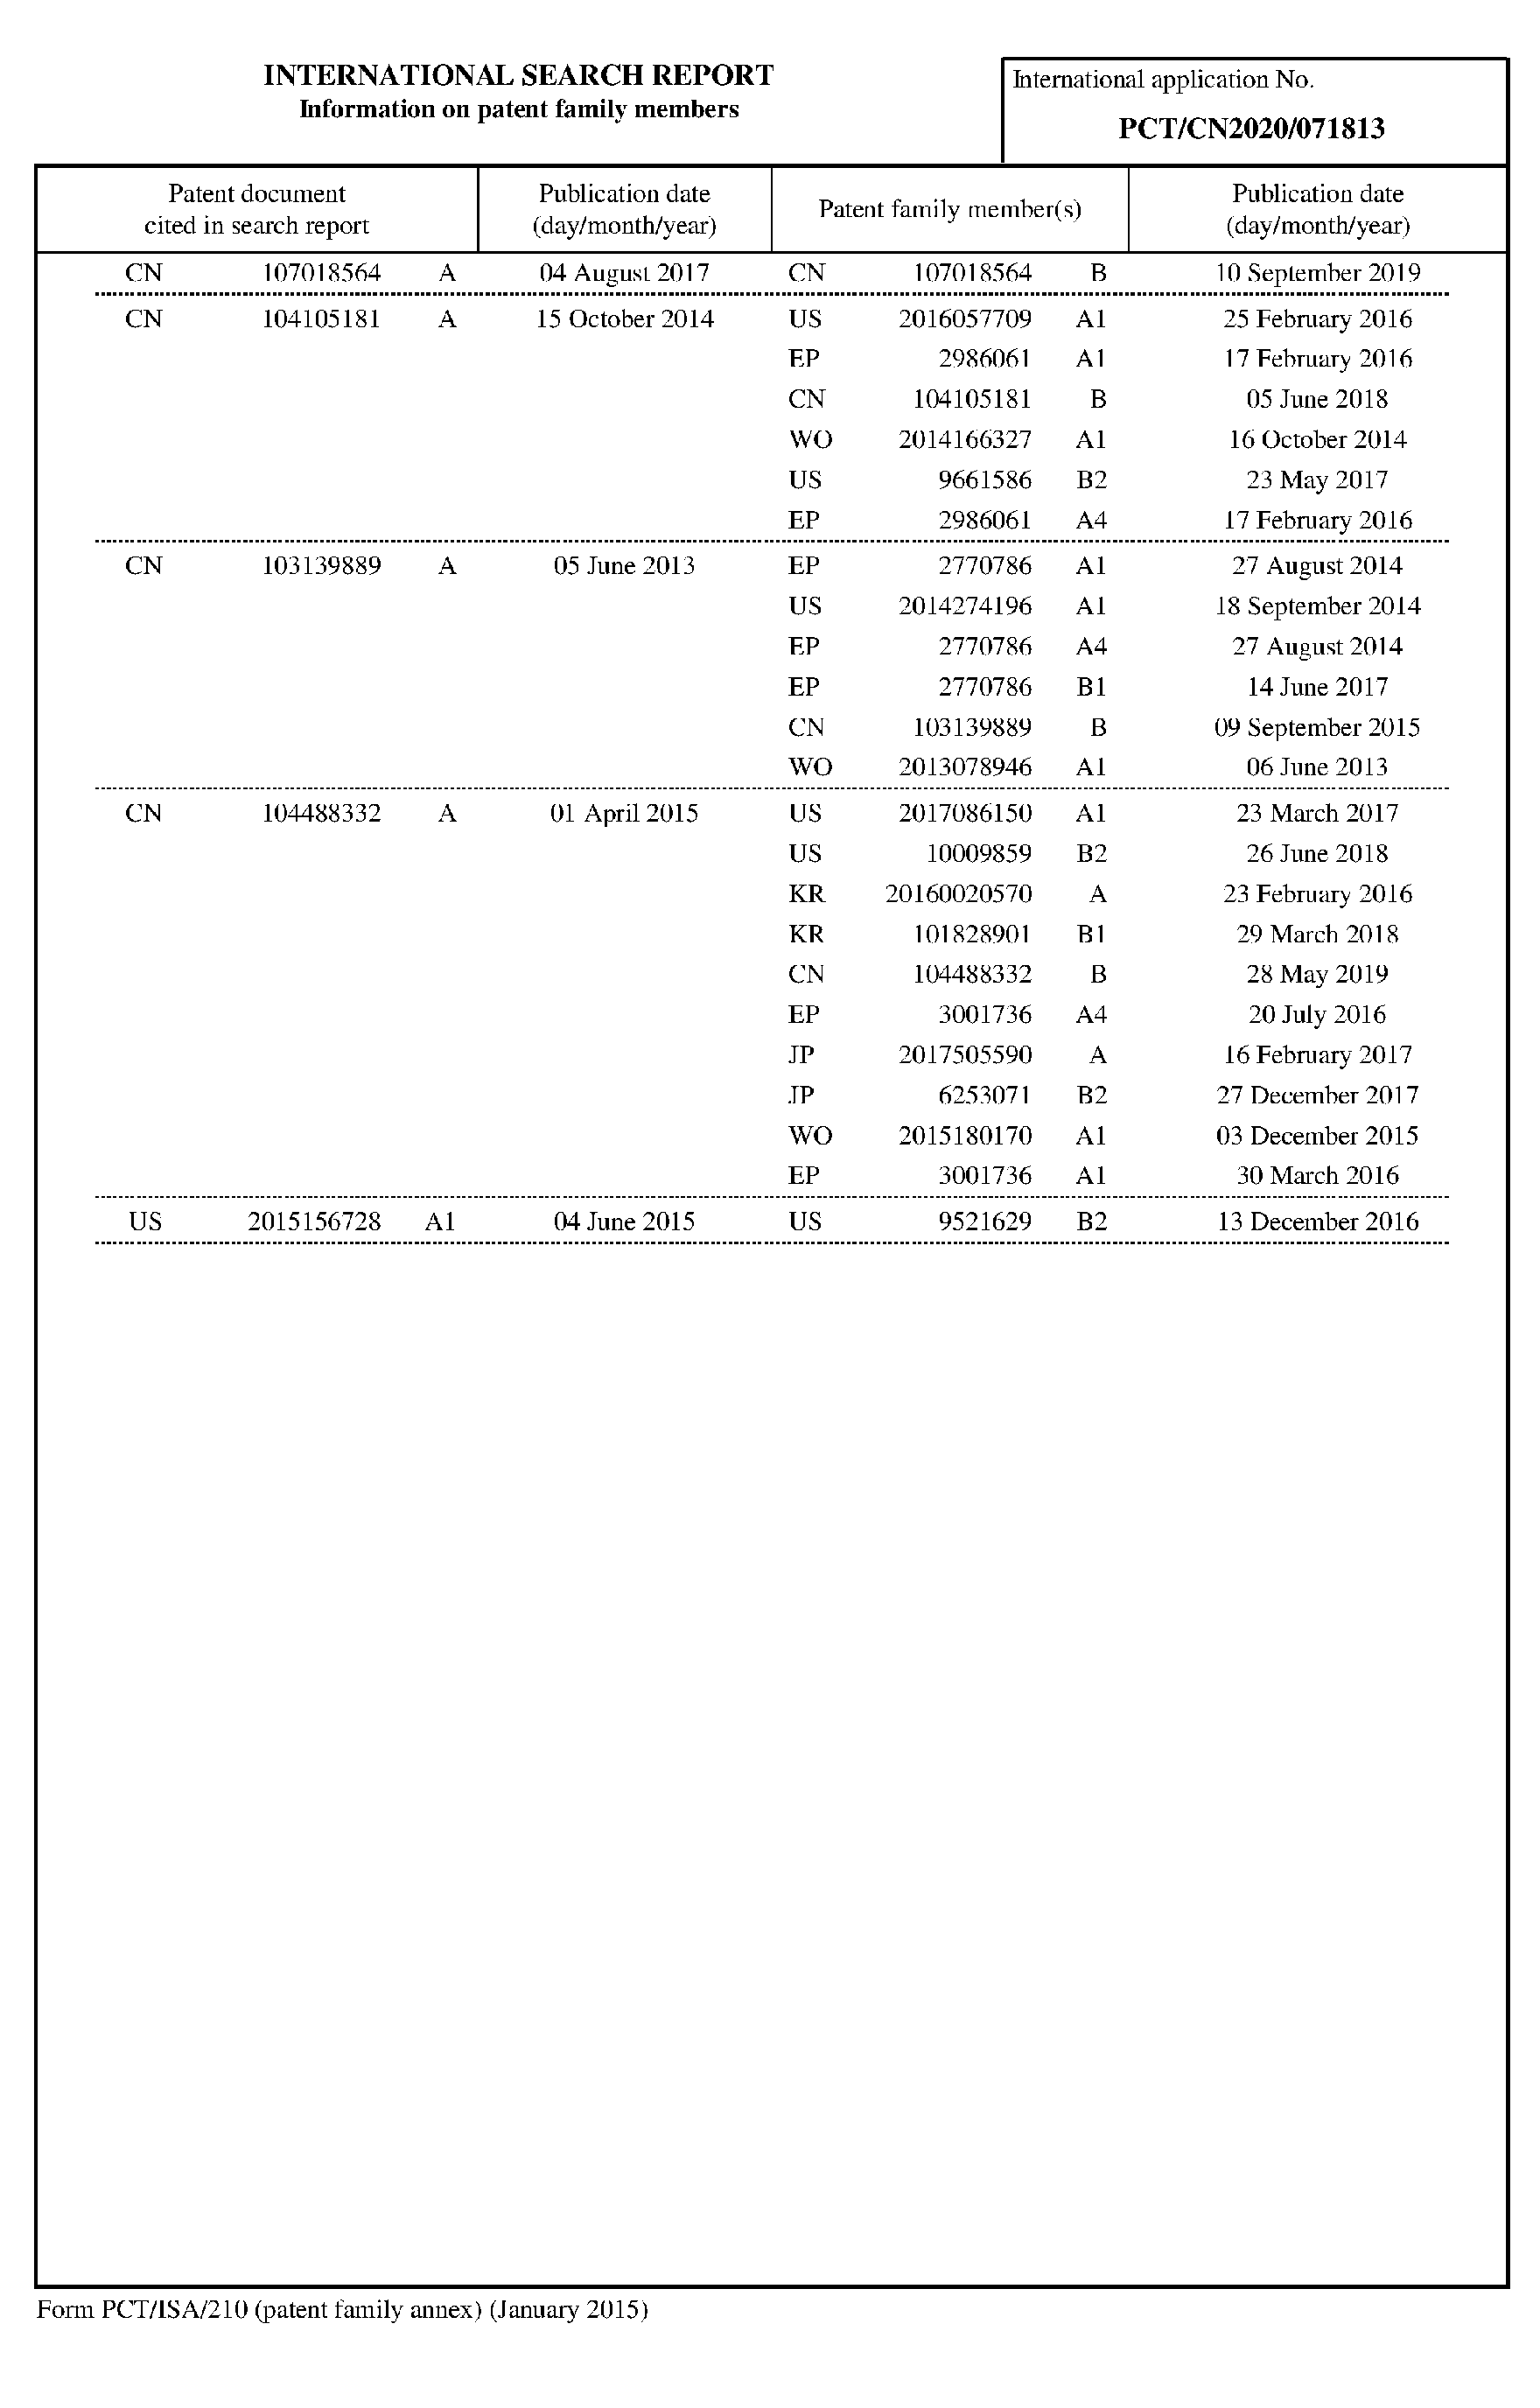 INTERNATIONAL SEARCH REPORT
Information on patent family members
International application No.
PCT/CN2020/071813
Patent document cited in search report
Publication date (day/month/year)
Patent family member(s)
Publication date (day/month/year)
CN 107018564 A 04 August 2017 CN 107018564 B 10 September 2019
CN 104105181 A 15 October 2014 US 2016057709 A1 25 February 2016
EP 2986061 A1 17 February 2016
CN 104105181 B 05 June 2018
WO 2014166327 A1 16 October 2014
US 9661586 B2 23 May 2017
EP 2986061 A4 17 February 2016
CN 103139889 A 05 June 2013 EP 2770786 A1 27 August 2014
US 2014274196 A1 18 September 2014
EP 2770786 A4 27 August 2014
EP 2770786 B1 14 June 2017
CN 103139889 B 09 September 2015
WO 2013078946 A1 06 June 2013
CN 104488332 A 01 April 2015 US 2017086150 A1 23 March 2017
US 10009859 B2 26 June 2018
KR 20160020570 A 23 February 2016
KR 101828901 B1 29 March 2018
CN 104488332 B 28 May 2019
EP 3001736 A4 20 July 2016
JP 2017505590 A 16 February 2017
JP 6253071 B2 27 December 2017
WO 2015180170 A1 03 December 2015
EP 3001736 A1 30 March 2016
US 2015156728 A1 04 June 2015 US 9521629 B2 13 December 2016
Form PCT/ISA/210 (patent family annex) (January 2015)